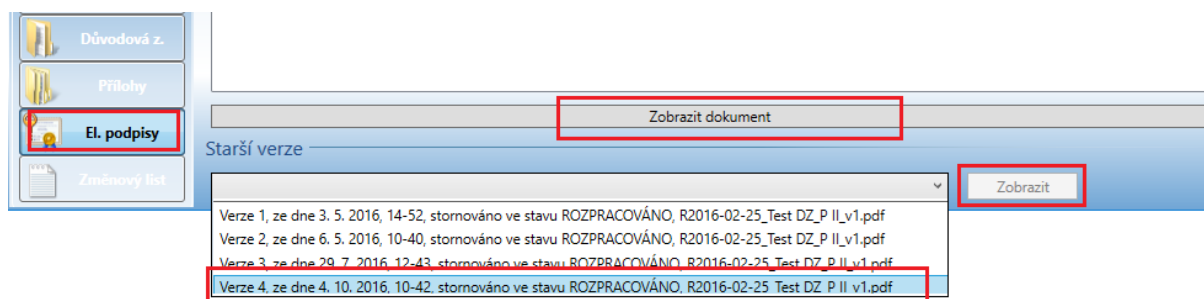 Důvodová z.
Přílohy
El. podpisy
Změnový list
Zobrazit dokument
Starší verze
Zobrazit
Verze 1, ze dne 3. 5. 2016, 14-52, stornováno ve stavu ROZPRACOVÁNO, R2016-02-25_Test DZ_P II_v1.pdf
Verze 2, ze dne 6. 5. 2016, 10-40, stornováno ve stavu ROZPRACOVÁNO, R2016-02-25_Test DZ_P II_v1.pdf
Verze 3, ze dne 29. 7. 2016, 12-43, stornováno ve stavu ROZPRACOVÁNO, R2016-02-25_Test DZ_P II_v1.pdf
Verze 4, ze dne 4. 10. 2016, 10-42, stornováno ve stavu ROZPRACOVÁNO, R2016-02-25_Test DZ_P II_v1.pdf